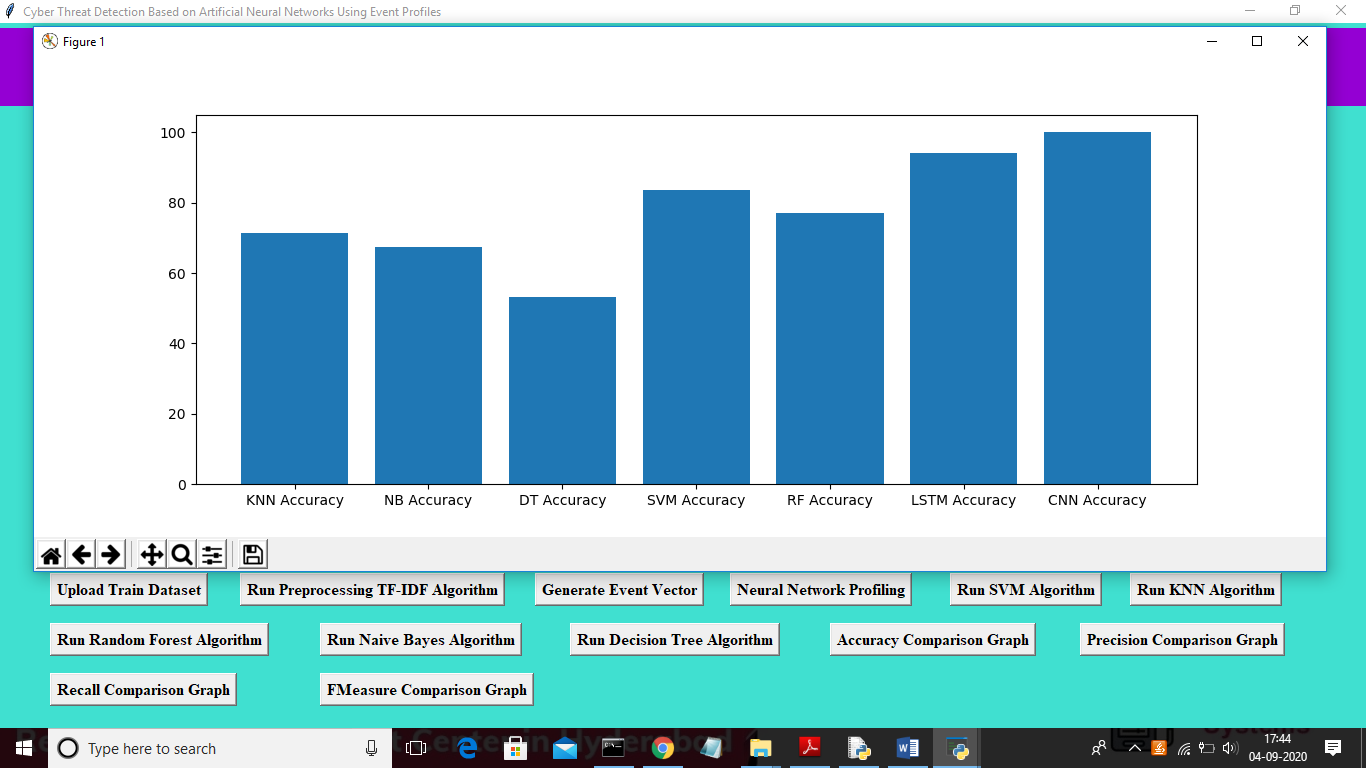 Cyber Threat Detection Based on Artificial Neural Networks Using Event Profiles
Figure 1
100
80
60
40
20
0
KNN Accuracy NB Accuracy DT Accuracy SVM Accuracy RF Accuracy LSTM Accuracy CNN Accuracy
Upload Train Dataset Run Preprocessing TF-IDF Algorithm Generate Event Vector Neural Network Profiling Run SVM Algorithm Run KNN Algorithm
Run Random Forest Algorithm Run Naive Bayes Algorithm Run Decision Tree Algorithm Accuracy Comparison Graph Precision Comparison Graph
Recall Comparison Graph FMeasure Comparison Graph
Type here to search
17:44
04-09-2020